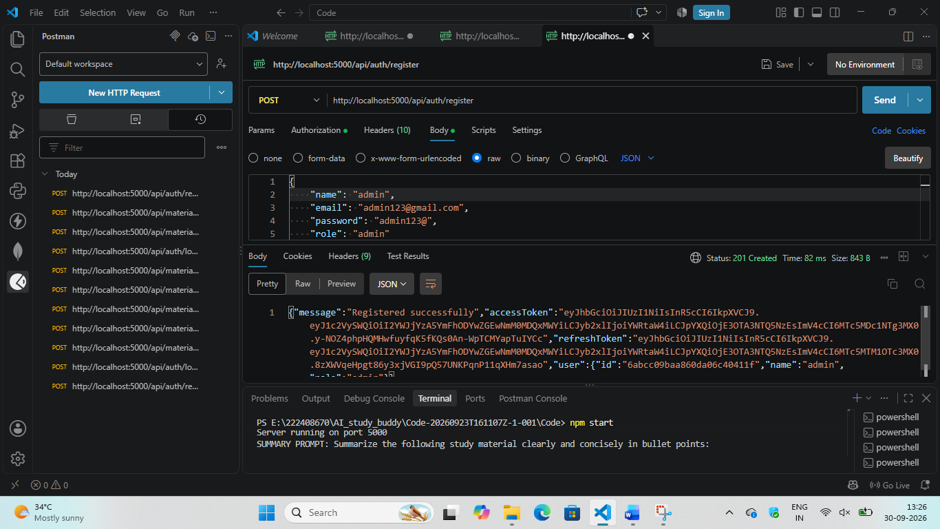 File Edit Selection View Go Run ··· Code Sign In
Postman
Welcome http://localhos... http://localhos... http://localhos...
Default workspace
http://localhost:5000/api/auth/register Save No Environment
New HTTP Request
POST http://localhost:5000/api/auth/register Send
Params Authorization Headers (10) Body Scripts Settings Code Cookies
Filter
none form-data x-www-form-urlencoded raw binary GraphQL JSON Beautify
Today
POST http://localhost:5000/api/auth/re...
POST http://localhost:5000/api/materia...
POST http://localhost:5000/api/materia...
POST http://localhost:5000/api/auth/lo...
POST http://localhost:5000/api/materia...
POST http://localhost:5000/api/materia...
POST http://localhost:5000/api/materia...
POST http://localhost:5000/api/materia...
POST http://localhost:5000/api/materia...
POST http://localhost:5000/api/auth/lo...
POST http://localhost:5000/api/auth/re...
1 {
2 "name": "admin",
3 "email": "admin123@gmail.com",
4 "password": "admin123@",
5 "role": "admin"
Body Cookies Headers (9) Test Results Status: 201 Created Time: 82 ms Size: 843 B
Pretty Raw Preview JSON
1 {"message":"Registered successfully","accessToken":"eyJhbGciOiJIUzI1NiIsInR5cCI6IkpXVCJ9.
"refreshToken":"eyJhbGciOiJIUzI1NiIsInR5cCI6IkpXVCJ9.
"user":{"id":"6abcc09baa860da06c40411f","name":"admin",
"role":"admin"}}
Problems Output Debug Console Terminal Ports Postman Console
PS E:\222408670\AI_study_buddy\Code-20260923T161107Z-1-001\Code> npm start
Server running on port 5000
SUMMARY PROMPT: Summarize the following study material clearly and concisely in bullet points:
powershell
powershell
powershell
powershell
0 0 Go Live
34°C
Mostly sunny
Search
ENG
IN
13:26
30-09-2026